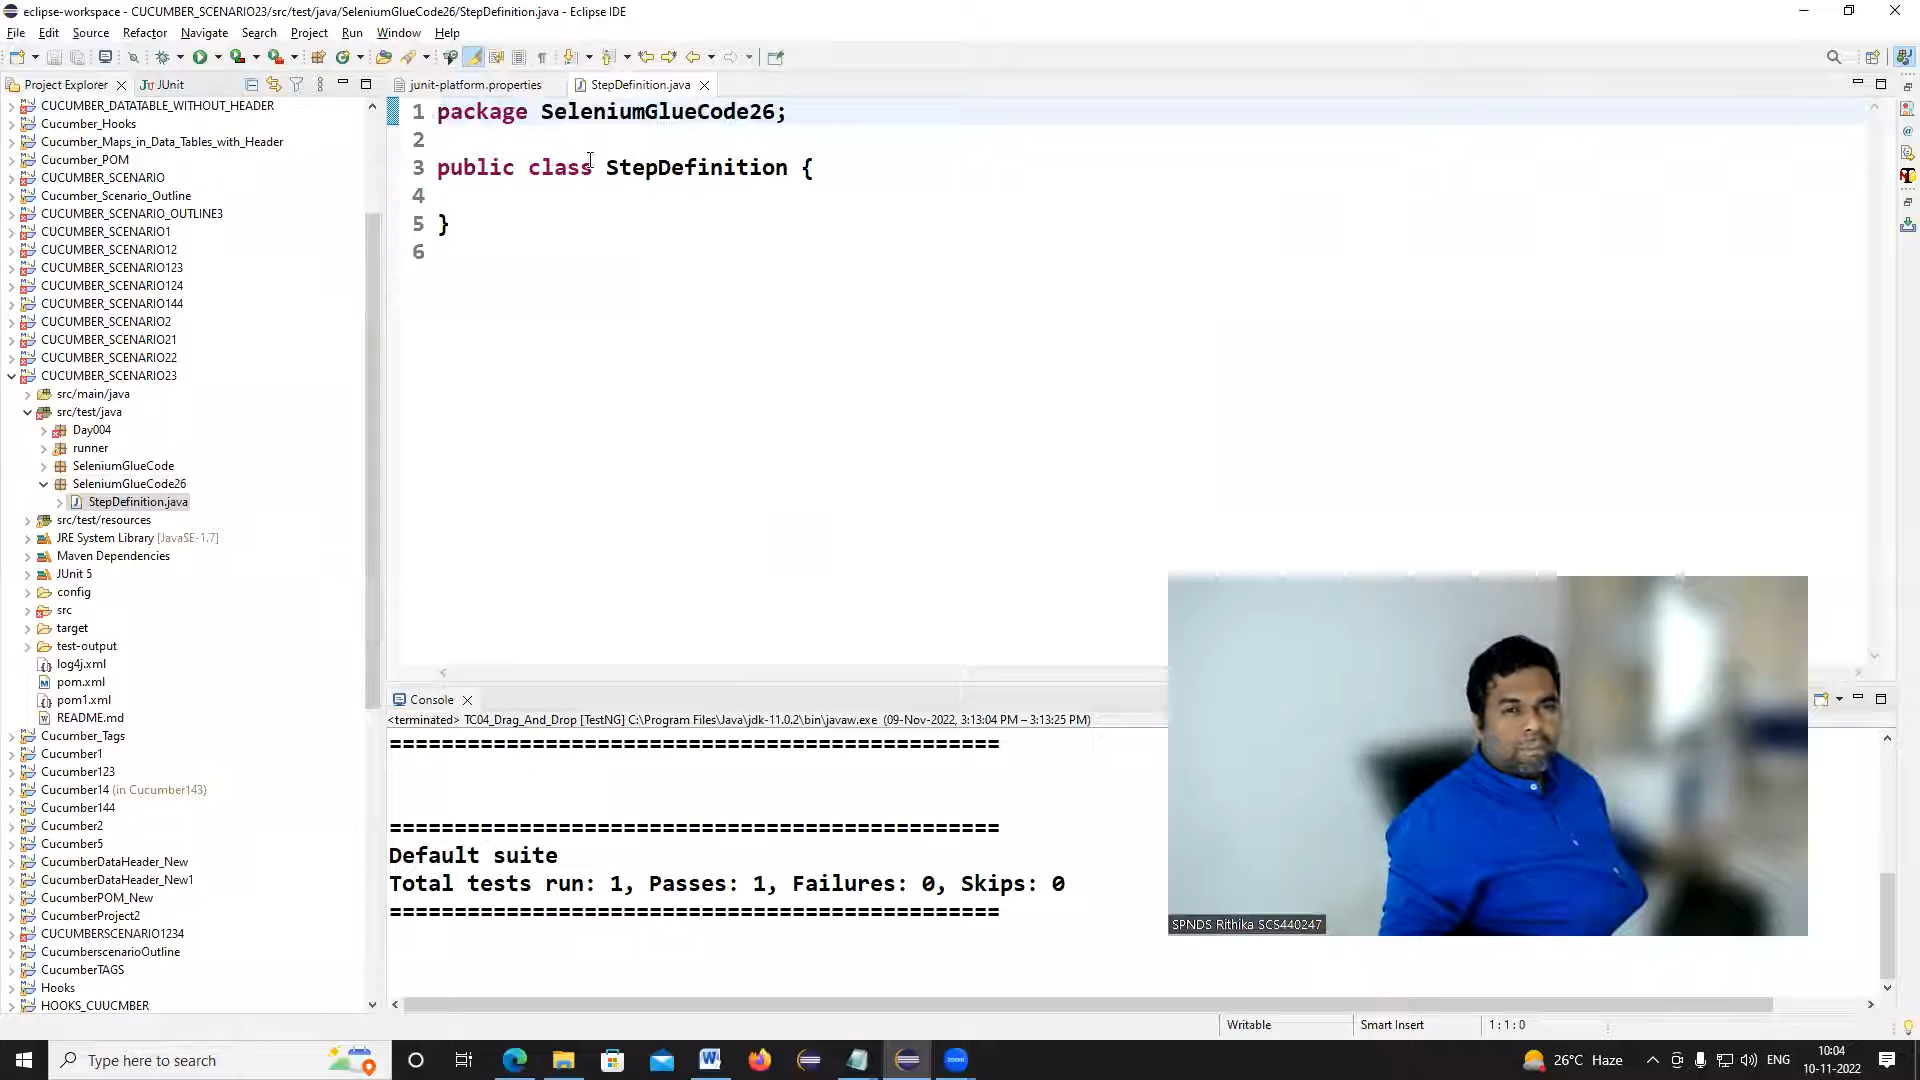 eclipse-workspace - CUCUMBER_SCENARIO23/src/test/java/SeleniumGlueCode26/StepDefinition.java - Eclipse IDE
File Edit Source Refactor Navigate Search Project Run Window Help
Project Explorer JUnit
junit-platform.properties StepDefinition.java
CUCUMBER_DATATABLE_WITHOUT_HEADER
Cucumber_Hooks
Cucumber_Maps_in_Data_Tables_with_Header
Cucumber_POM
CUCUMBER_SCENARIO
Cucumber_Scenario_Outline
CUCUMBER_SCENARIO_OUTLINE3
CUCUMBER_SCENARIO1
CUCUMBER_SCENARIO12
CUCUMBER_SCENARIO123
CUCUMBER_SCENARIO124
CUCUMBER_SCENARIO144
CUCUMBER_SCENARIO2
CUCUMBER_SCENARIO21
CUCUMBER_SCENARIO22
CUCUMBER_SCENARIO23
src/main/java
src/test/java
Day004
runner
SeleniumGlueCode
SeleniumGlueCode26
StepDefinition.java
src/test/resources
JRE System Library [JavaSE-1.7]
Maven Dependencies
JUnit 5
config
src
target
test-output
log4j.xml
pom.xml
pom1.xml
README.md
Cucumber_Tags
Cucumber1
Cucumber123
Cucumber14 (in Cucumber143)
Cucumber144
Cucumber2
Cucumber5
CucumberDataHeader_New
CucumberDataHeader_New1
CucumberPOM_New
CucumberProject2
CUCUMBERSCENARIO1234
CucumberscenarioOutline
CucumberTAGS
Hooks
HOOKS_CUUCMBER
1 package SeleniumGlueCode26;
2
3 public class StepDefinition {
4
5 }
6
Console
<terminated> TC04_Drag_And_Drop [TestNG] C:\Program Files\Java\jdk-11.0.2\bin\javaw.exe (09-Nov-2022, 3:13:04 PM – 3:13:25 PM)
===============================================
===============================================
Default suite
Total tests run: 1, Passes: 1, Failures: 0, Skips: 0
===============================================
SPNDS Rithika SCS440247
Writable Smart Insert 1 : 1 : 0
Type here to search
zoom
26°C Haze
ENG
10:04
10-11-2022